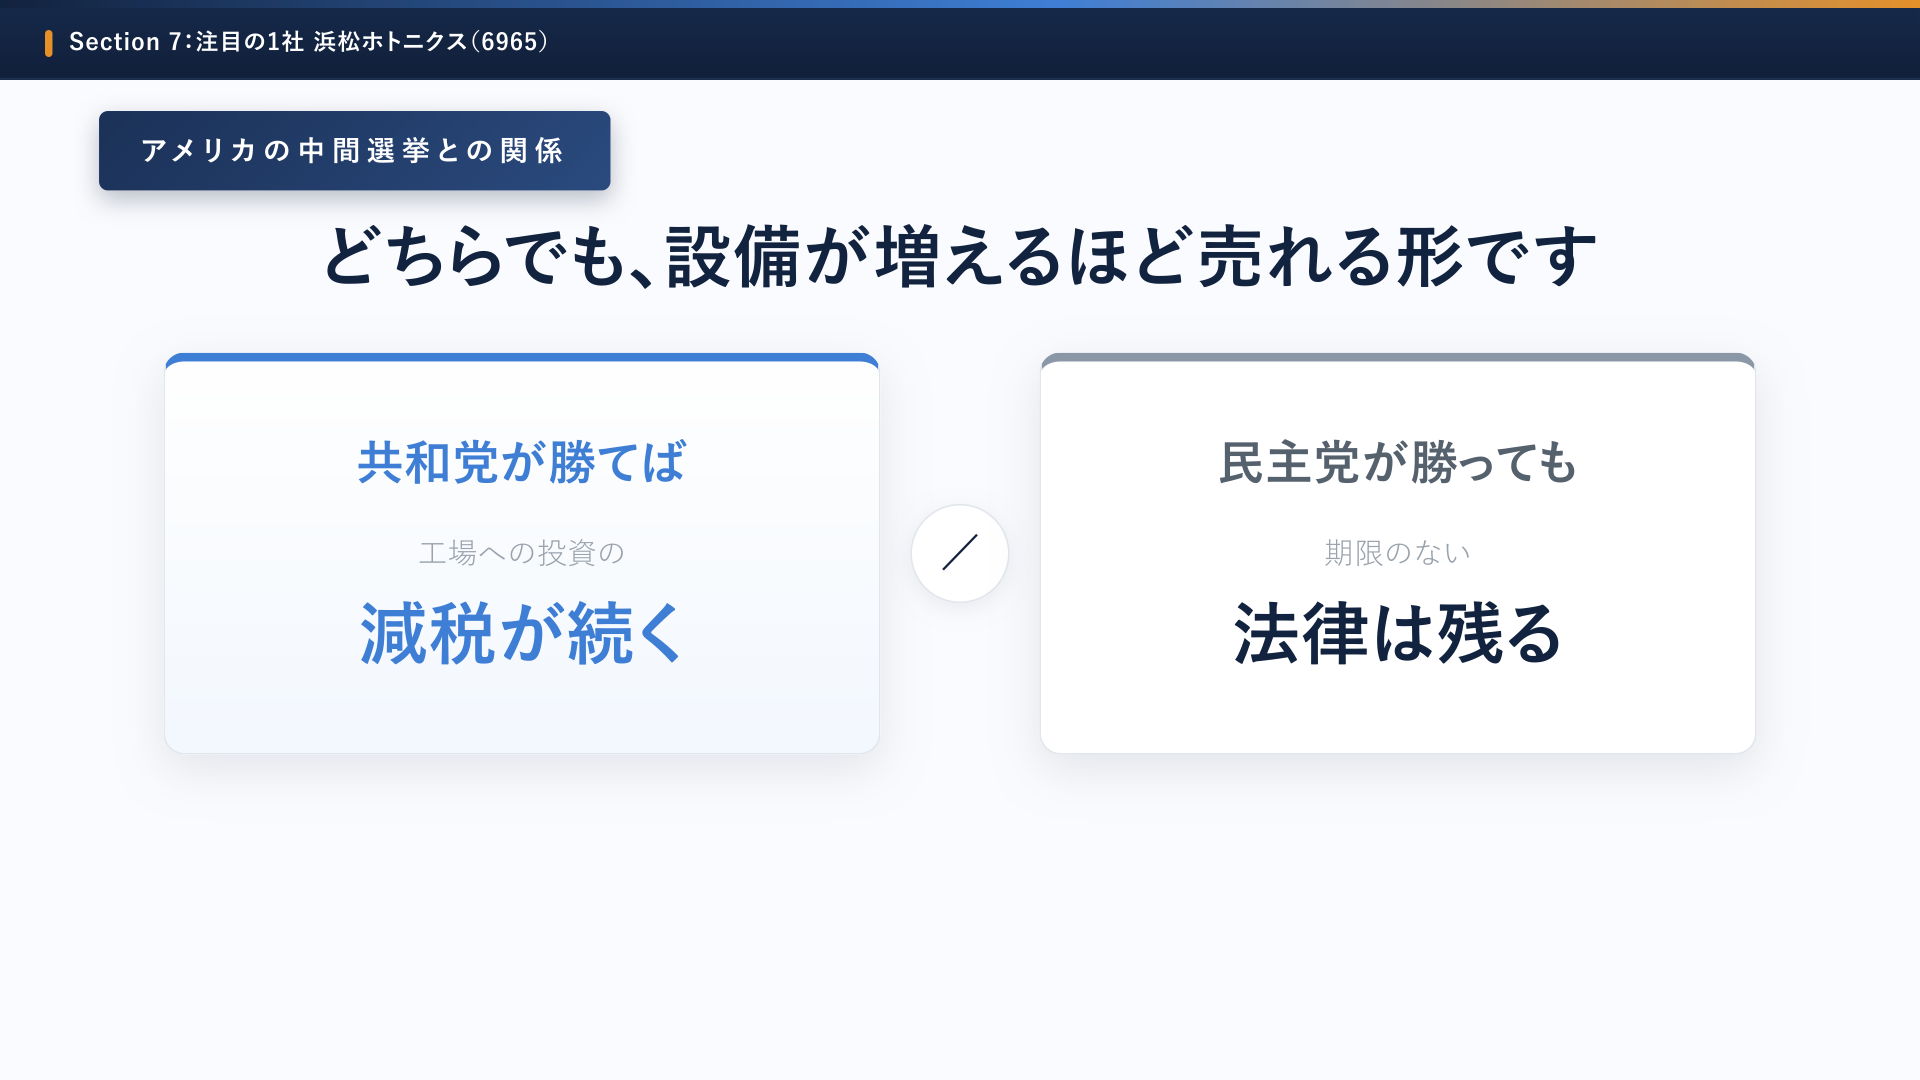 Section 7：注目の1社 浜松ホトニクス（6965）
アメリカの中間選挙との関係
どちらでも、設備が増えるほど売れる形です
共和党が勝てば
工場への投資の
減税が続く
／
民主党が勝っても
期限のない
法律は残る